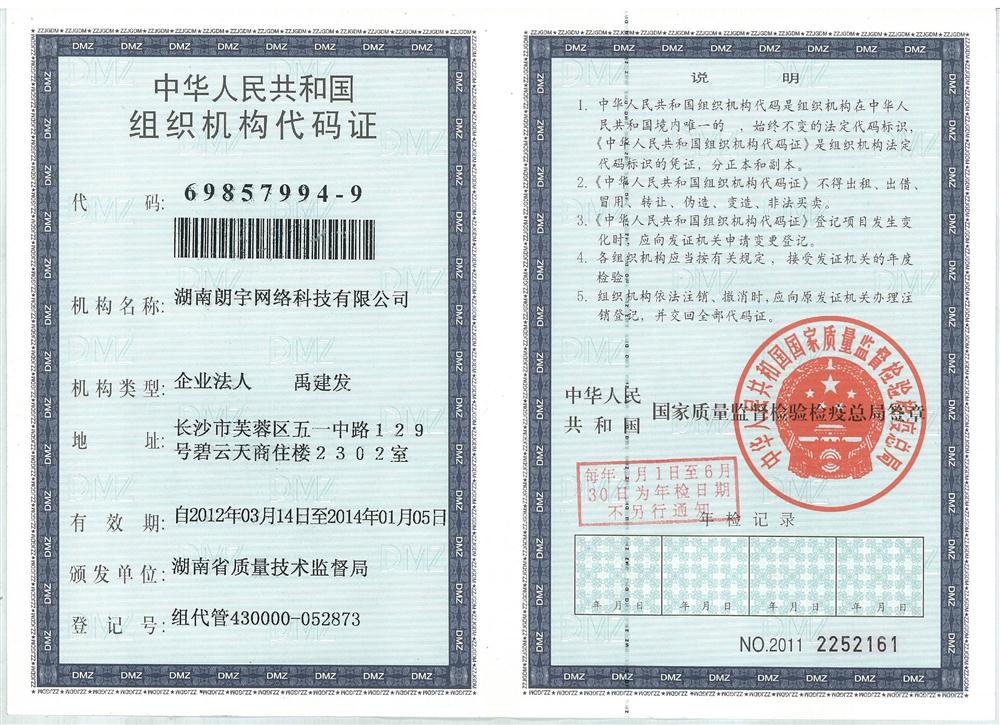 中华人民共和国
组织机构代码证
代 码: 69857994-9
机构名称: 湖南朗宇网络科技有限公司
机构类型: 企业法人 禹建发
地 址: 长沙市芙蓉区五一中路129
号碧云天商住楼2302室
有 效 期: 自2012年03月14日至2014年01月05日
颁发单位: 湖南省质量技术监督局
登 记 号: 组代管430000-052873
说 明
1. 中华人民共和国组织机构代码是组织机构在中华人
民共和国境内唯一的 、始终不变的法定代码标识,
《中华人民共和国组织机构代码证》是组织机构法定
代码标识的凭证，分正本和副本。
2.《中华人民共和国组织机构代码证》不得出租、出借、
冒用、转让、伪造、变造、非法买卖。
3.《中华人民共和国组织机构代码证》登记项目发生变
化时，应向发证机关申请变更登记。
4. 各组织机构应当按有关规定，接受发证机关的年度
检验。
5. 组织机构依法注销、撤消时,应向原发证机关办理注
销登记，并交回全部代码证。
中华人民
共和国
国家质量监督检验检疫总局签章
中华人民共和国国家质量监督检验检疫总局
月1日至6月
30日为年检日期
不另行通知
年检记录
年 月 日 年 月 日 年 月 日 年 月 日
NO.2011 2252161